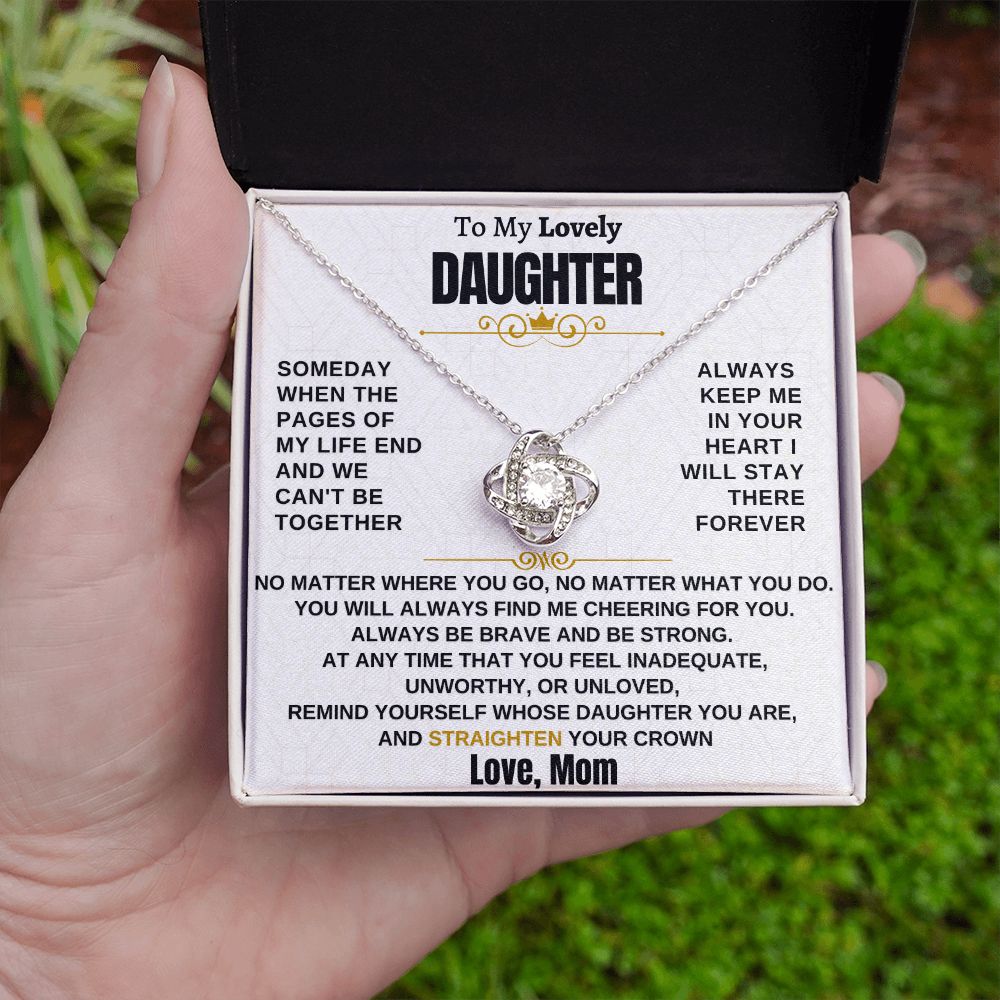 To My Lovely
DAUGHTER
SOMEDAY
WHEN THE
PAGES OF
MY LIFE END
AND WE
CAN'T BE
TOGETHER
ALWAYS
KEEP ME
IN YOUR
HEART I
WILL STAY
THERE
FOREVER
NO MATTER WHERE YOU GO, NO MATTER WHAT YOU DO.
YOU WILL ALWAYS FIND ME CHEERING FOR YOU.
ALWAYS BE BRAVE AND BE STRONG.
AT ANY TIME THAT YOU FEEL INADEQUATE,
UNWORTHY, OR UNLOVED,
REMIND YOURSELF WHOSE DAUGHTER YOU ARE,
AND STRAIGHTEN YOUR CROWN
Love, Mom